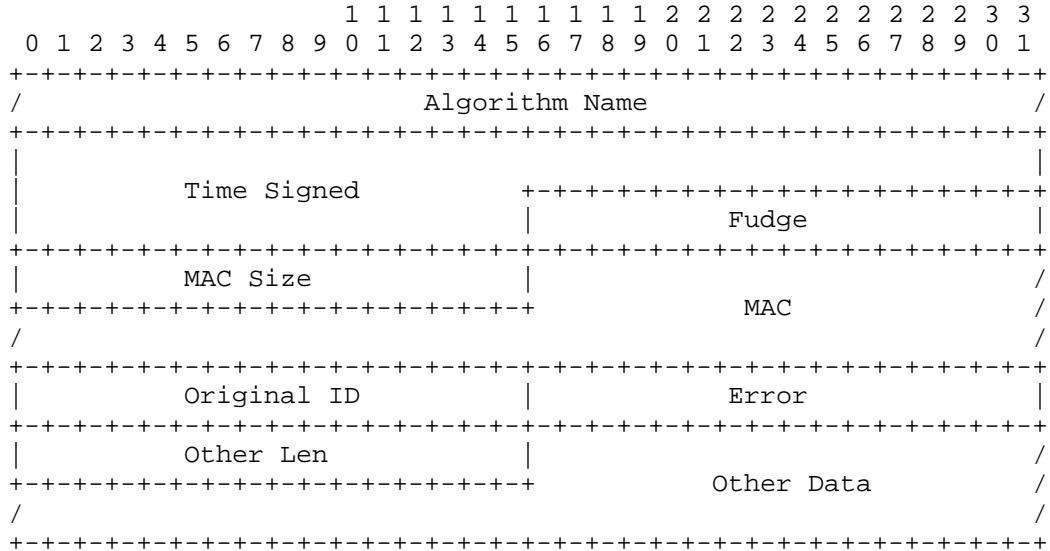 1 1 1 1 1 1 1 1 1 1 2 2 2 2 2 2 2 2 2 2 3 3
 0 1 2 3 4 5 6 7 8 9 0 1 2 3 4 5 6 7 8 9 0 1 2 3 4 5 6 7 8 9 0 1
+-+-+-+-+-+-+-+-+-+-+-+-+-+-+-+-+-+-+-+-+-+-+-+-+-+-+-+-+-+-+-+-+
/                         Algorithm Name                        /
+-+-+-+-+-+-+-+-+-+-+-+-+-+-+-+-+-+-+-+-+-+-+-+-+-+-+-+-+-+-+-+-+
|                                                               |
|          Time Signed          +-+-+-+-+-+-+-+-+-+-+-+-+-+-+-+-+
|                               |            Fudge              |
+-+-+-+-+-+-+-+-+-+-+-+-+-+-+-+-+-+-+-+-+-+-+-+-+-+-+-+-+-+-+-+-+
|          MAC Size             |                               /
+-+-+-+-+-+-+-+-+-+-+-+-+-+-+-+-+             MAC               /
/                                                               /
+-+-+-+-+-+-+-+-+-+-+-+-+-+-+-+-+-+-+-+-+-+-+-+-+-+-+-+-+-+-+-+-+
|          Original ID          |            Error              |
+-+-+-+-+-+-+-+-+-+-+-+-+-+-+-+-+-+-+-+-+-+-+-+-+-+-+-+-+-+-+-+-+
|          Other Len            |                               /
+-+-+-+-+-+-+-+-+-+-+-+-+-+-+-+-+           Other Data          /
/                                                               /
+-+-+-+-+-+-+-+-+-+-+-+-+-+-+-+-+-+-+-+-+-+-+-+-+-+-+-+-+-+-+-+-+